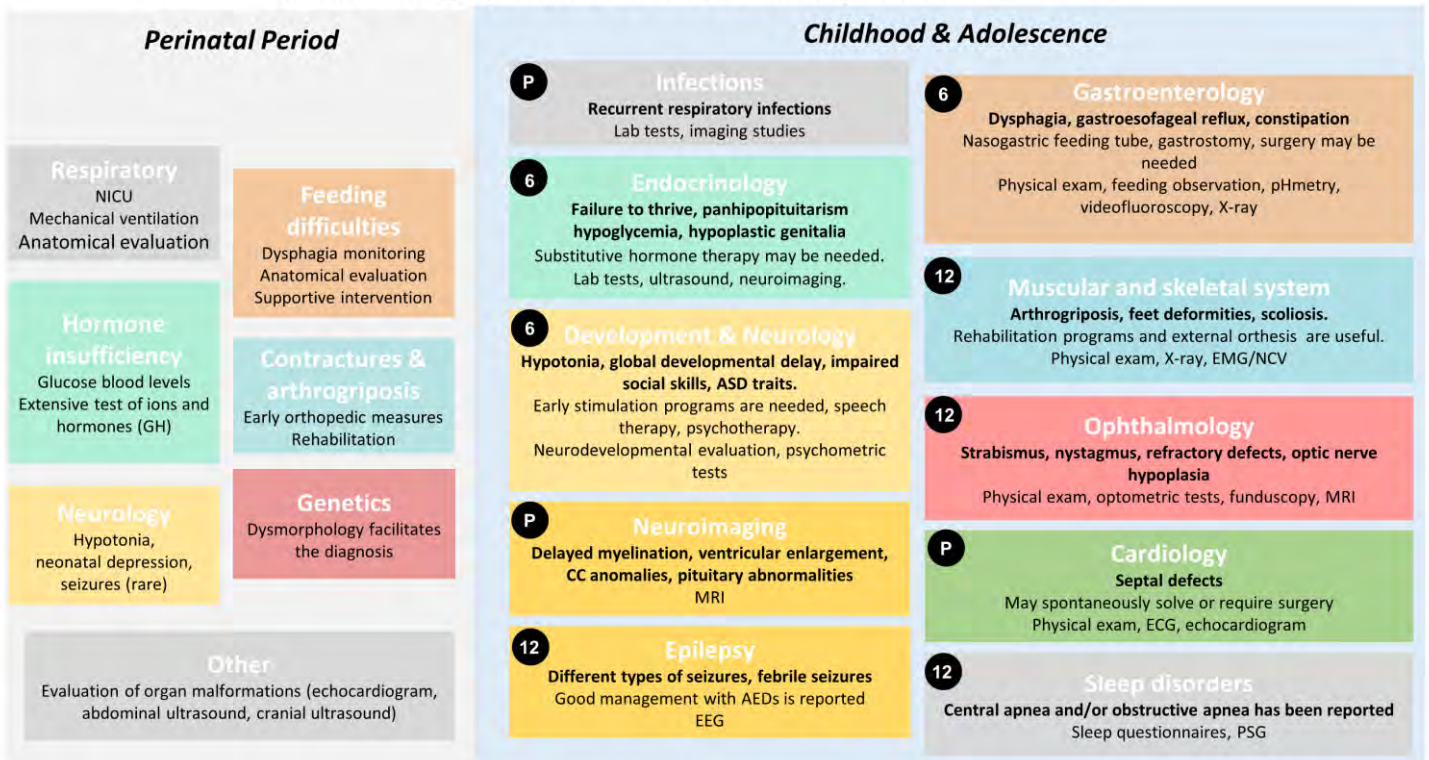 Perinatal Period
Respiratory
NICU
Mechanical ventilation
Anatomical evaluation
Feeding
difficulties
Dysphagia monitoring
Anatomical evaluation
Supportive intervention
Hormone
insufficiency
Glucose blood levels
Extensive test of ions and
hormones (GH)
Contractures &
arthrogriposis
Early orthopedic measures
Rehabilitation
Neurology
Hypotonia,
neonatal depression,
seizures (rare)
Genetics
Dysmorphology facilitates
the diagnosis
Other
Evaluation of organ malformations (echocardiogram,
abdominal ultrasound, cranial ultrasound)
Childhood & Adolescence
P
Infections
Recurrent respiratory infections
Lab tests, imaging studies
6
Endocrinology
Failure to thrive, panhipopituitarism
hypoglycemia, hypoplastic genitalia
Substitutive hormone therapy may be needed.
Lab tests, ultrasound, neuroimaging.
6
Development & Neurology
Hypotonia, global developmental delay, impaired
social skills, ASD traits.
Early stimulation programs are needed, speech
therapy, psychotherapy.
Neurodevelopmental evaluation, psychometric
tests
P
Neuroimaging
Delayed myelination, ventricular enlargement,
CC anomalies, pituitary abnormalities
MRI
12
Epilepsy
Different types of seizures, febrile seizures
Good management with AEDs is reported
EEG
6
Gastroenterology
Dysphagia, gastroesofageal reflux, constipation
Nasogastric feeding tube, gastrostomy, surgery may be
needed
Physical exam, feeding observation, pHmetry,
videofluoroscopy, X-ray
12
Muscular and skeletal system
Arthrogriposis, feet deformities, scoliosis.
Rehabilitation programs and external orthesis are useful.
Physical exam, X-ray, EMG/NCV
12
Ophthalmology
Strabismus, nystagmus, refractory defects, optic nerve
hypoplasia
Physical exam, optometric tests, funduscopy, MRI
P
Cardiology
Septal defects
May spontaneously solve or require surgery
Physical exam, ECG, echocardiogram
12
Sleep disorders
Central apnea and/or obstructive apnea has been reported
Sleep questionnaires, PSG